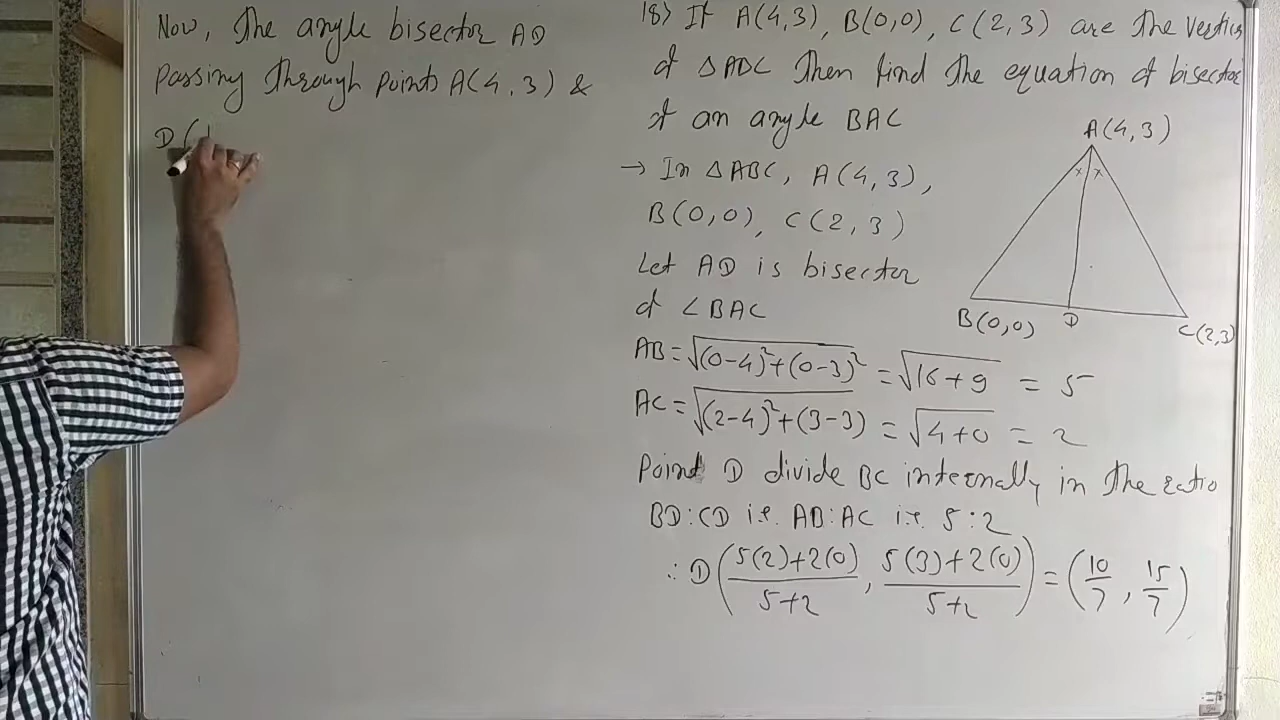 Now, The angle bisector AD
Passing Through points A(4,3) &
D(1
18) If A(4,3), B(0,0), C(2,3) are The vertices
of △ADC Then find The equation of bisector
of an angle BAC
→ In △ABC, A(4,3),
B(0,0), C(2,3)
Let AD is bisector
of ∠BAC
A(4,3)
x x
B(0,0) D C(2,3)
AB = √(0-4)²+(0-3)² = √16+9 = 5
AC = √(2-4)²+(3-3) = √4+0 = 2
Point D divide BC internally in The ratio
BD:CD i.e. AB:AC i.e. 5:2
∴ D(5(2)+2(0)/5+2, 5(3)+2(0)/5+2) = (10/7, 15/7)